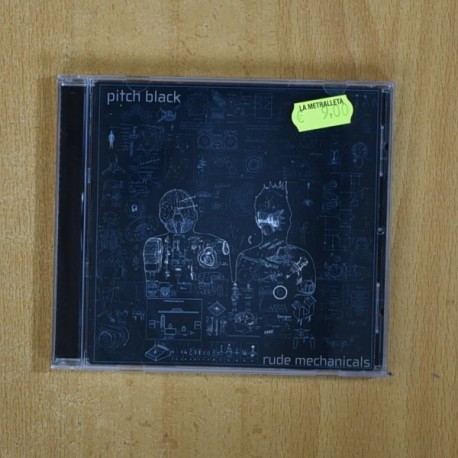 pitch black
LA METRALLETA
€ 9,00
rude mechanicals